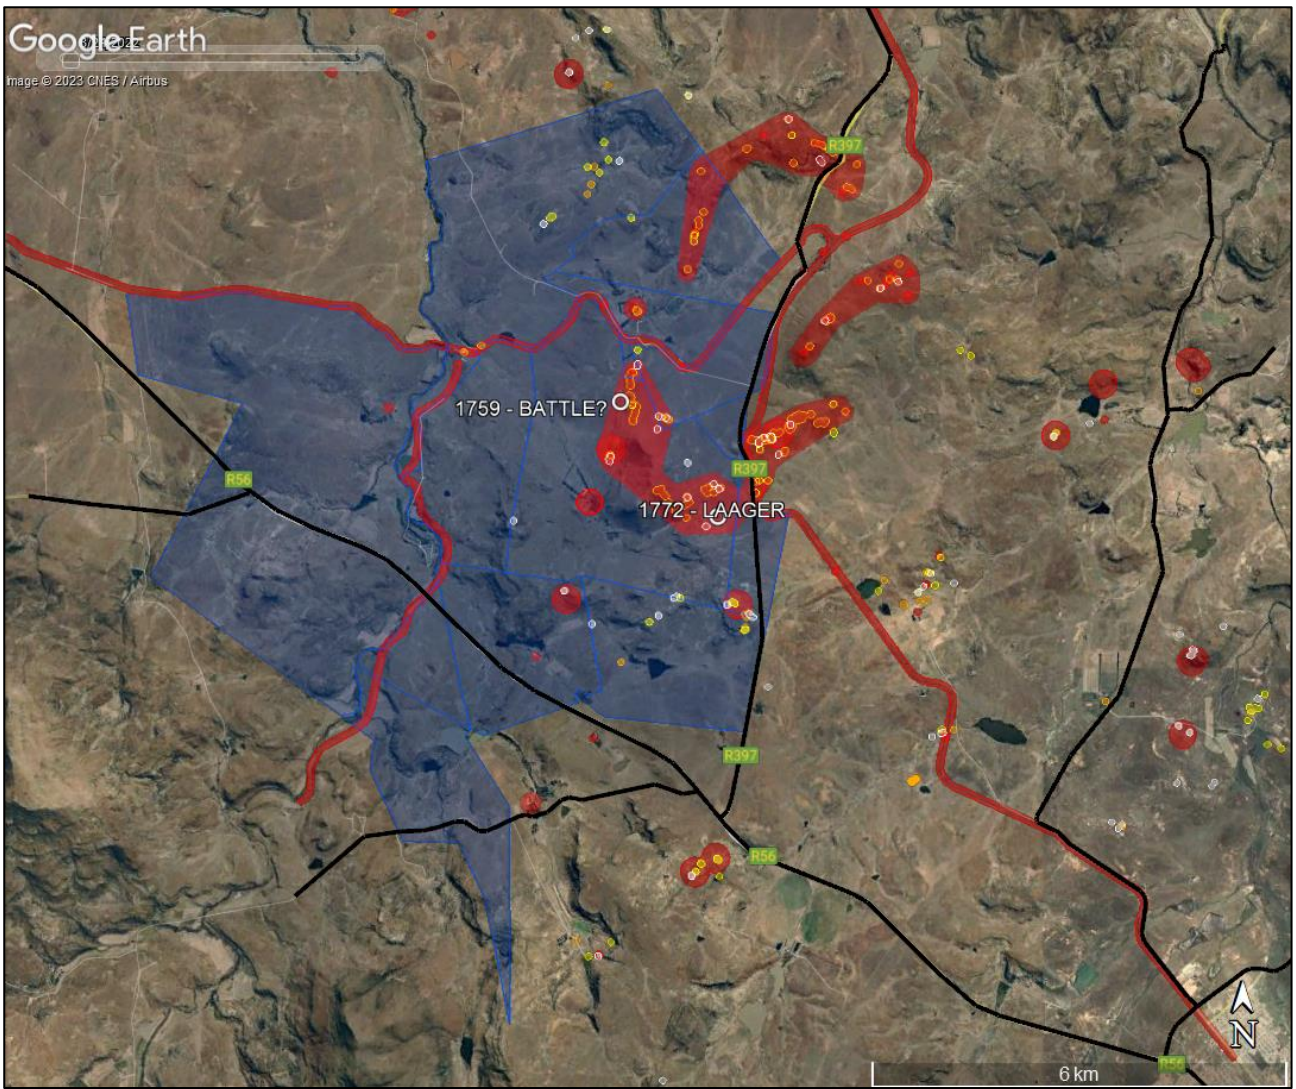 Google Earth
Image © 2023 CNES / Airbus
R397
1759 - BATTLE?
R397
R56
1772 - LAAGER
R397
R56
N
R56
6 km